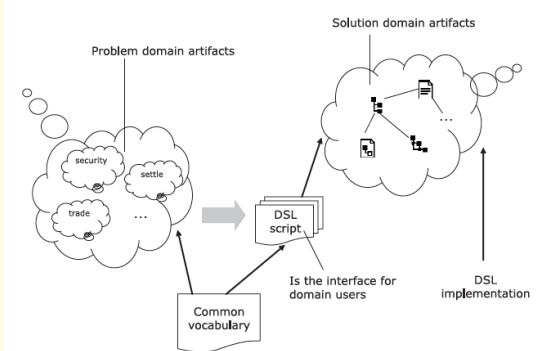 Solution domain artifacts
Problem domain artifacts
security
settle
trade
...
...
DSL
script
Is the interface for
domain users
DSL
implementation
Common
vocabulary